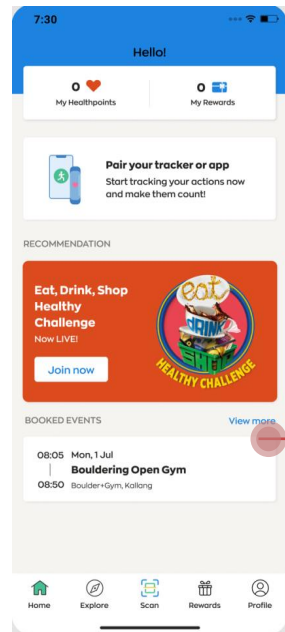 7:30
Hello!
0
My Healthpoints
0
My Rewards
Pair your tracker or app
Start tracking your actions now
and make them count!
RECOMMENDATION
Eat, Drink, Shop
Healthy
Challenge
Now LIVE!
Join now
eat
DRINK
SHOP
HEALTHY CHALLENGE
BOOKED EVENTS
View more
08:05 Mon, 1 Jul
Bouldering Open Gym
08:50 Boulder+Gym, Kallang
Home
Explore
Scan
Rewards
Profile